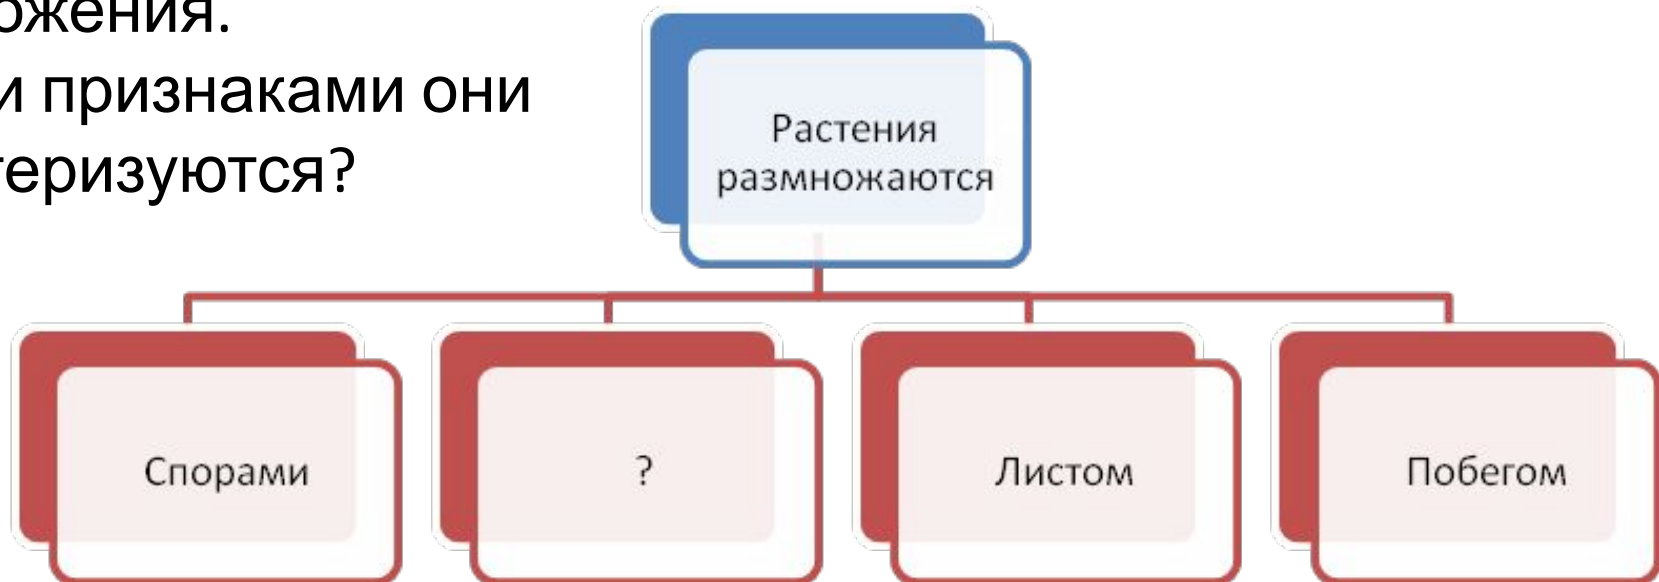 ожения.
и признаками они
теризуются?
Растения
размножаются
Спорами
?
Листом
Побегом